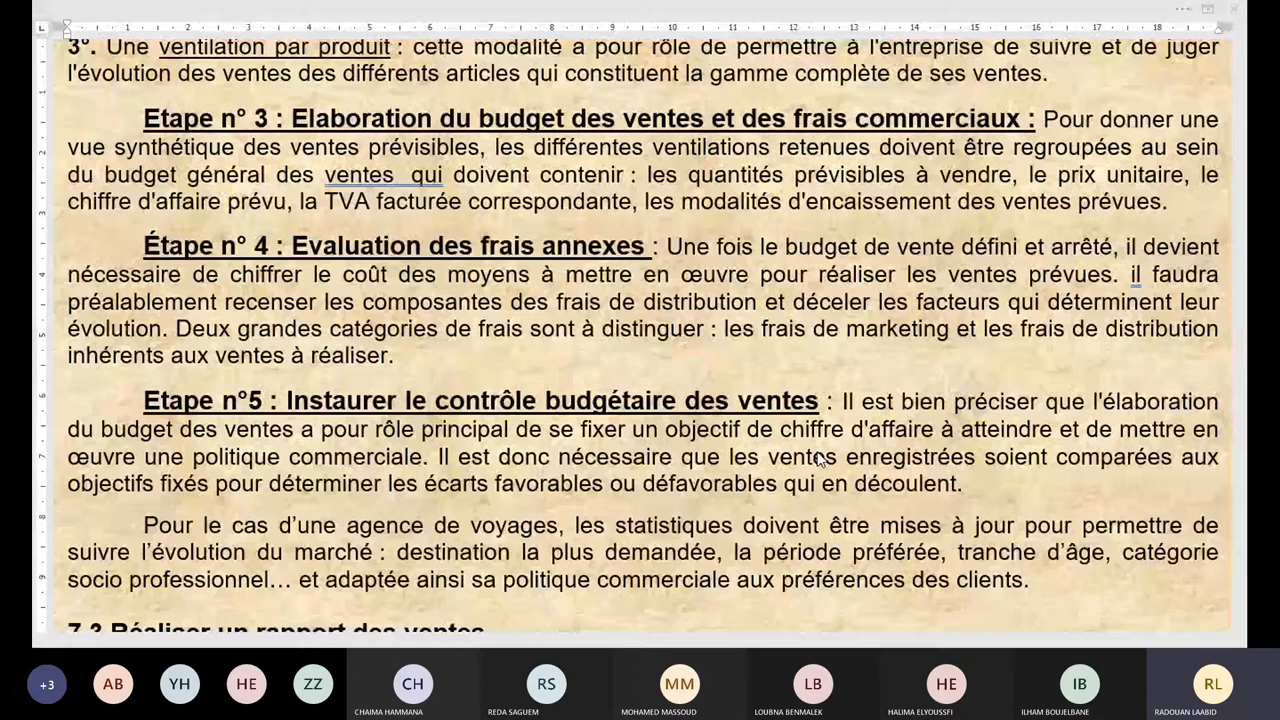 3°. Une ventilation par produit : cette modalité a pour rôle de permettre à l'entreprise de suivre et de juger
l'évolution des ventes des différents articles qui constituent la gamme complète de ses ventes.
Etape n° 3 : Elaboration du budget des ventes et des frais commerciaux : Pour donner une
vue synthétique des ventes prévisibles, les différentes ventilations retenues doivent être regroupées au sein
du budget général des ventes qui doivent contenir : les quantités prévisibles à vendre, le prix unitaire, le
chiffre d'affaire prévu, la TVA facturée correspondante, les modalités d'encaissement des ventes prévues.
Étape n° 4 : Evaluation des frais annexes : Une fois le budget de vente défini et arrêté, il devient
nécessaire de chiffrer le coût des moyens à mettre en œuvre pour réaliser les ventes prévues. il faudra
préalablement recenser les composantes des frais de distribution et déceler les facteurs qui déterminent leur
évolution. Deux grandes catégories de frais sont à distinguer : les frais de marketing et les frais de distribution
inhérents aux ventes à réaliser.
Etape n°5 : Instaurer le contrôle budgétaire des ventes : Il est bien préciser que l'élaboration
du budget des ventes a pour rôle principal de se fixer un objectif de chiffre d'affaire à atteindre et de mettre en
œuvre une politique commerciale. Il est donc nécessaire que les ventes enregistrées soient comparées aux
objectifs fixés pour déterminer les écarts favorables ou défavorables qui en découlent.
Pour le cas d’une agence de voyages, les statistiques doivent être mises à jour pour permettre de
suivre l’évolution du marché : destination la plus demandée, la période préférée, tranche d’âge, catégorie
socio professionnel… et adaptée ainsi sa politique commerciale aux préférences des clients.
7.3 Réaliser un rapport des ventes
+3 AB YH HE ZZ CH RS MM LB HE IB RL
CHAIMA HAMMANA REDA SAGUEM MOHAMED MASSOUD LOUBNA BENMALEK HALIMA ELYOUSSFI ILHAM BOUJELBANE RADOUAN LAABID